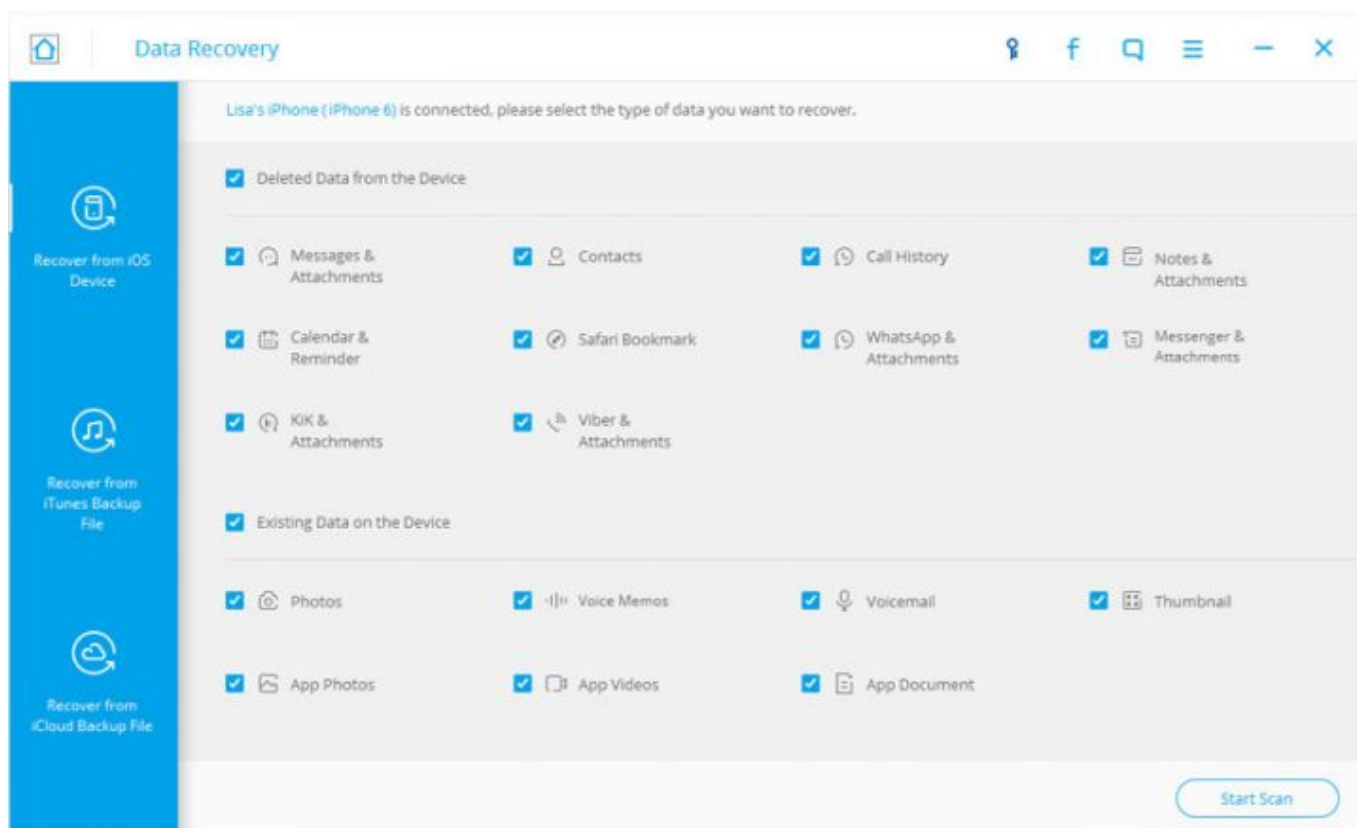 Data Recovery
Lisa's iPhone ( iPhone 6) is connected, please select the type of data you want to recover.
Recover from iOS
Device
Recover from
iTunes Backup
File
Recover from
iCloud Backup File
Deleted Data from the Device
Messages &
Attachments
Contacts
Call History
Notes &
Attachments
Calendar &
Reminder
Safari Bookmark
WhatsApp &
Attachments
Messenger &
Attachments
KiK &
Attachments
Viber &
Attachments
Existing Data on the Device
Photos
Voice Memos
Voicemail
Thumbnail
App Photos
App Videos
App Document
Start Scan